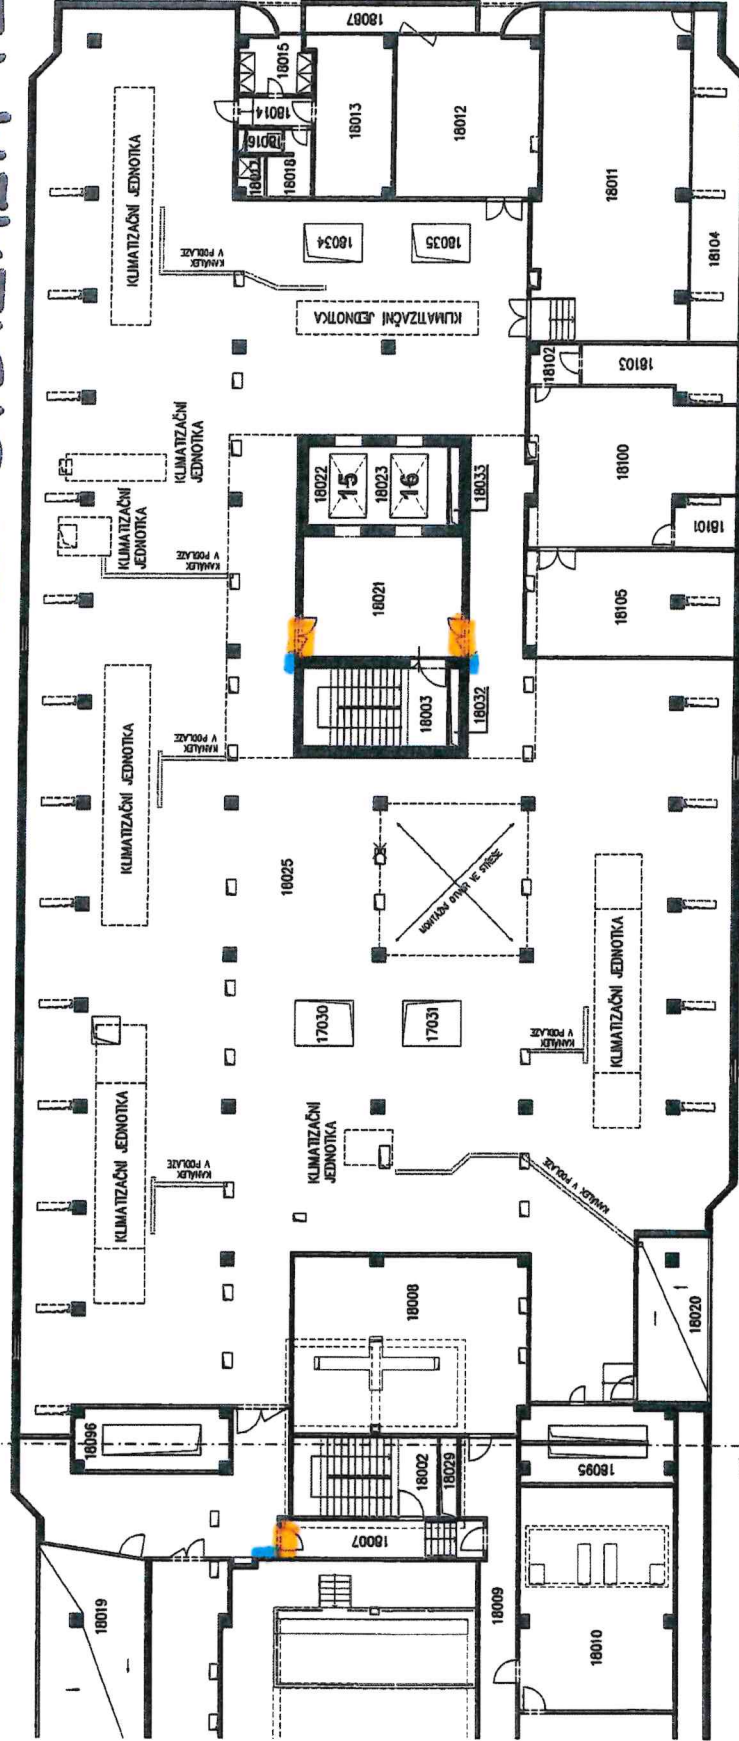 18087
18015
18014
18016
18017
18018
18013
18012
18011
18104
KLIMATIZAČNÍ JEDNOTKA
KANÁLEK
V PODLAZE
18034
18035
KLIMATIZAČNÍ JEDNOTKA
18102
18103
KLIMATIZAČNÍ
JEDNOTKA
KLIMATIZAČNÍ
JEDNOTKA
KANÁLEK
V PODLAZE
18022
15
18023
16
18033
18100
18101
18021
18105
KLIMATIZAČNÍ JEDNOTKA
KANÁLEK
V PODLAZE
18003
18032
18025
MONTÁŽNÍ OTVOR VE STŘEŠE
KLIMATIZAČNÍ JEDNOTKA
KANÁLEK
V PODLAZE
17030
17031
KLIMATIZAČNÍ JEDNOTKA
KANÁLEK
V PODLAZE
KLIMATIZAČNÍ
JEDNOTKA
KANÁLEK V PODLAZE
18008
18020
18096
18002
18029
18095
18007
18019
18009
18010